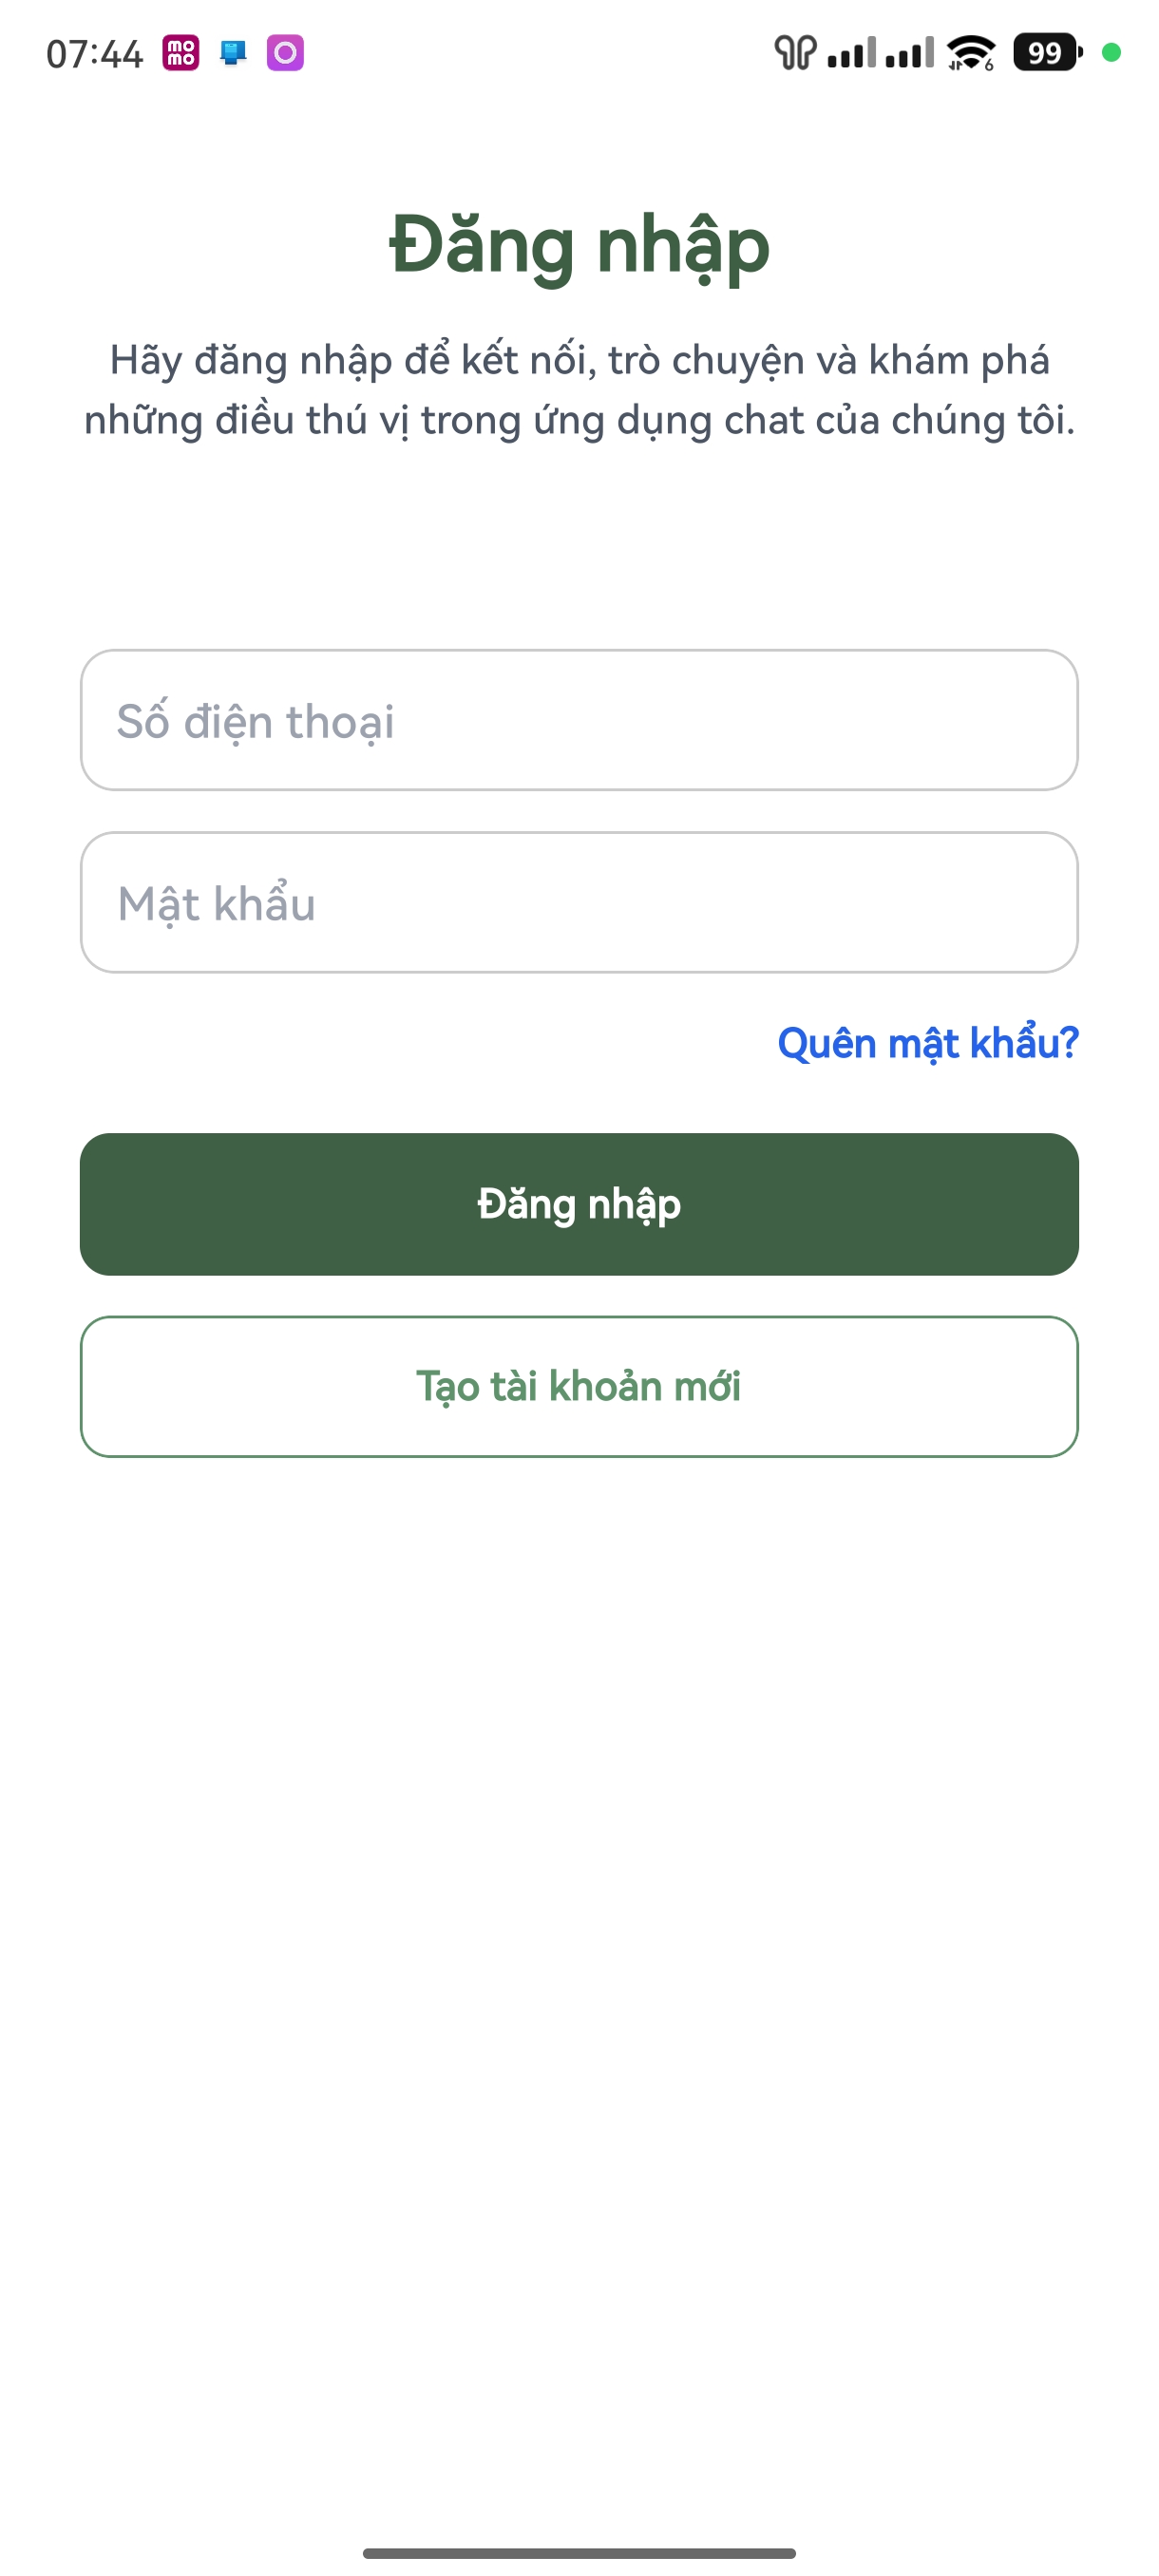 07:44
mo
mo
6
99
Đăng nhập
Hãy đăng nhập để kết nối, trò chuyện và khám phá
những điều thú vị trong ứng dụng chat của chúng tôi.
Số điện thoại
Mật khẩu
Quên mật khẩu?
Đăng nhập
Tạo tài khoản mới